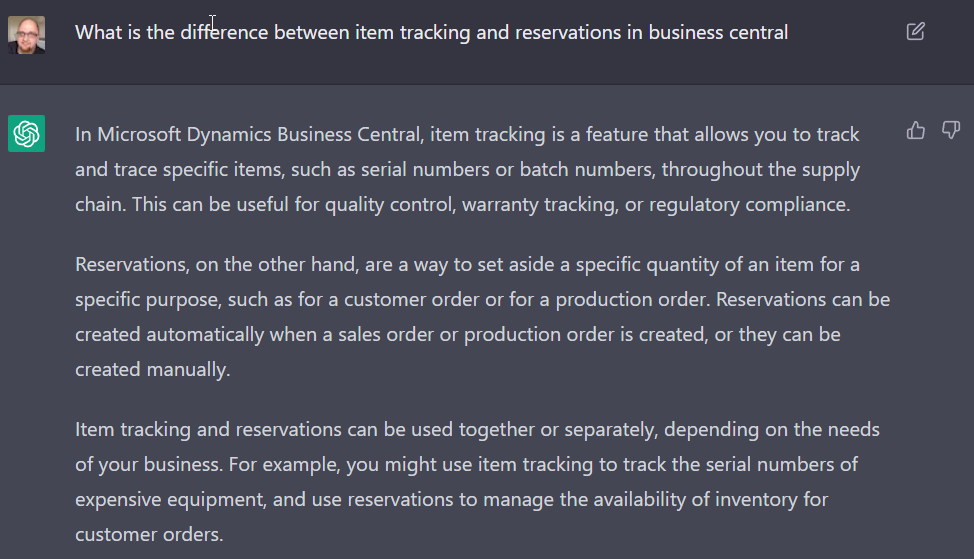 What is the difference between item tracking and reservations in business central
In Microsoft Dynamics Business Central, item tracking is a feature that allows you to track
and trace specific items, such as serial numbers or batch numbers, throughout the supply
chain. This can be useful for quality control, warranty tracking, or regulatory compliance.
Reservations, on the other hand, are a way to set aside a specific quantity of an item for a
specific purpose, such as for a customer order or for a production order. Reservations can be
created automatically when a sales order or production order is created, or they can be
created manually.
Item tracking and reservations can be used together or separately, depending on the needs
of your business. For example, you might use item tracking to track the serial numbers of
expensive equipment, and use reservations to manage the availability of inventory for
customer orders.